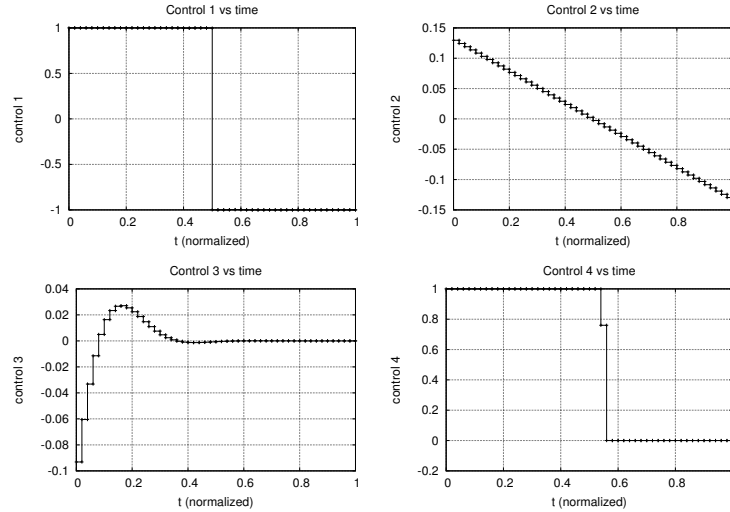 Control 1 vs time
1
0.5
0
-0.5
-1
0 0.2 0.4 0.6 0.8 1
control 1
t (normalized)
Control 2 vs time
0.15
0.1
0.05
0
-0.05
-0.1
-0.15
0 0.2 0.4 0.6 0.8
control 2
t (normalized)
Control 3 vs time
0.04
0.02
0
-0.02
-0.04
-0.06
-0.08
-0.1
0 0.2 0.4 0.6 0.8 1
control 3
t (normalized)
Control 4 vs time
1
0.8
0.6
0.4
0.2
0
-0.2
0 0.2 0.4 0.6 0.8
control 4
t (normalized)